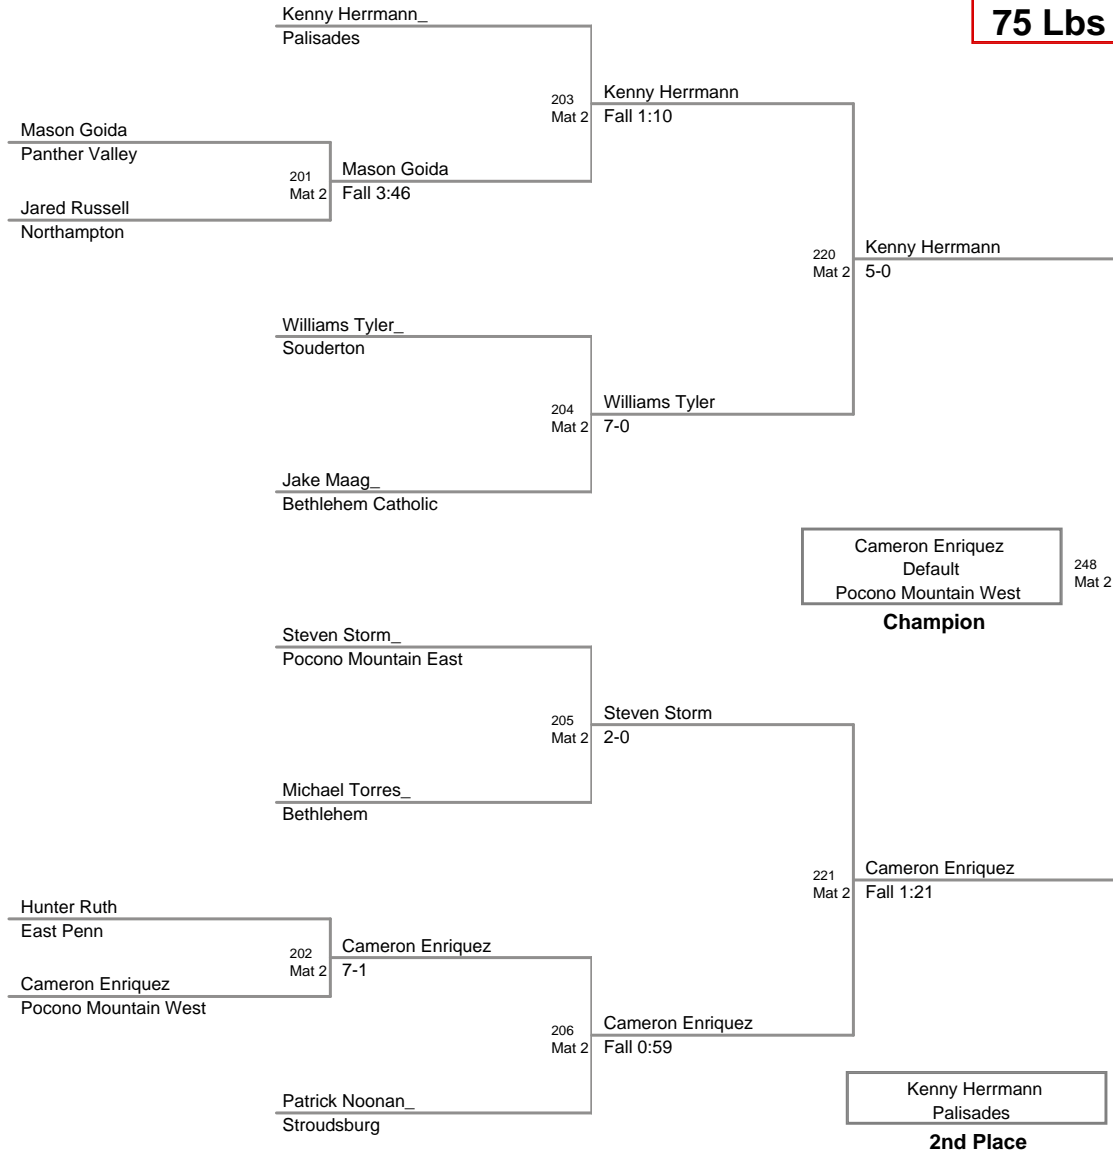 75 Lbs
Kenny Herrmann_
Palisades
203
Mat 2
Kenny Herrmann
Fall 1:10
Mason Goida
Panther Valley
201
Mat 2
Mason Goida
Fall 3:46
Jared Russell
Northampton
220
Mat 2
Kenny Herrmann
5-0
Williams Tyler_
Souderton
204
Mat 2
Williams Tyler
7-0
Jake Maag_
Bethlehem Catholic
Cameron Enriquez
Default
Pocono Mountain West
248
Mat 2
Champion
Steven Storm_
Pocono Mountain East
205
Mat 2
Steven Storm
2-0
Michael Torres_
Bethlehem
221
Mat 2
Cameron Enriquez
Fall 1:21
Hunter Ruth
East Penn
202
Mat 2
Cameron Enriquez
7-1
Cameron Enriquez
Pocono Mountain West
206
Mat 2
Cameron Enriquez
Fall 0:59
Patrick Noonan_
Stroudsburg
Kenny Herrmann
Palisades
2nd Place